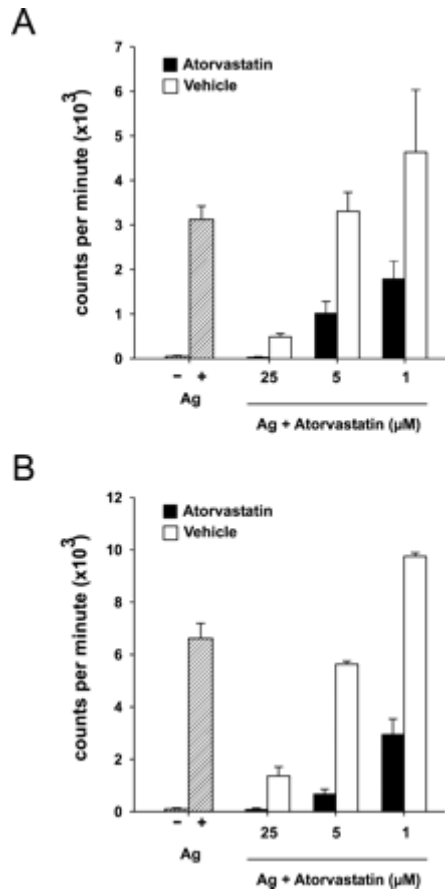 A
counts per minute (x10³)
7
6
5
4
3
2
1
0
Atorvastatin
Vehicle
– + 25 5 1
Ag
Ag + Atorvastatin (µM)
B
counts per minute (x10³)
12
10
8
6
4
2
0
Atorvastatin
Vehicle
– + 25 5 1
Ag
Ag + Atorvastatin (µM)